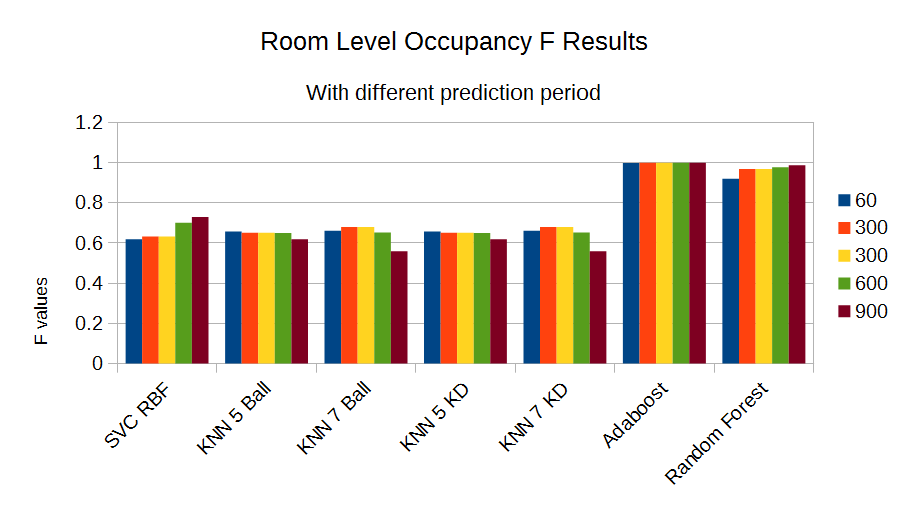 Room Level Occupancy F Results
With different prediction period
1.2
1
0.8
0.6
0.4
0.2
0
F values
SVC RBF
KNN 5 Ball
KNN 7 Ball
KNN 5 KD
KNN 7 KD
Adaboost
Random Forest
60
300
300
600
900